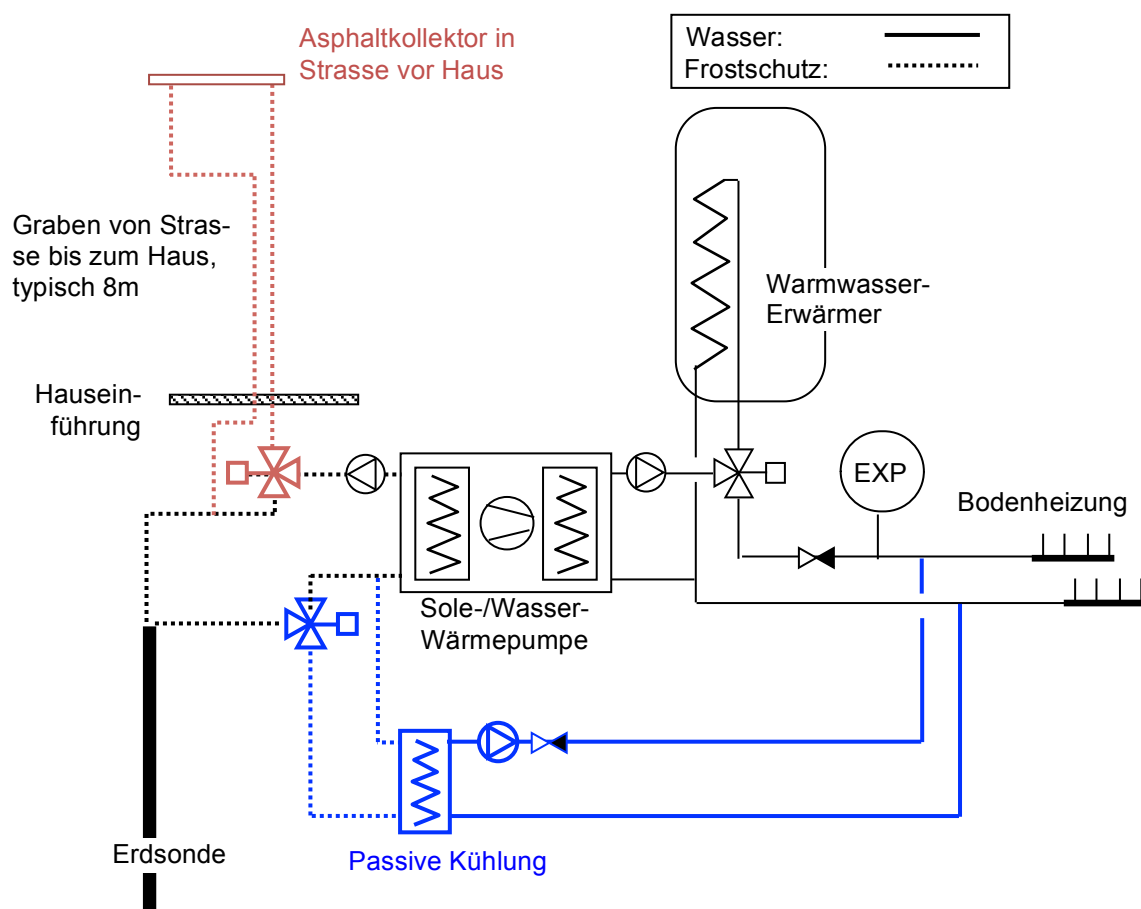 Asphaltkollektor in
Strasse vor Haus
Wasser:
Frostschutz:
Graben von Stras-
se bis zum Haus,
typisch 8m
Warmwasser-
Erwärmer
Hausein-
führung
EXP
Bodenheizung
Sole-/Wasser-
Wärmepumpe
Erdsonde
Passive Kühlung